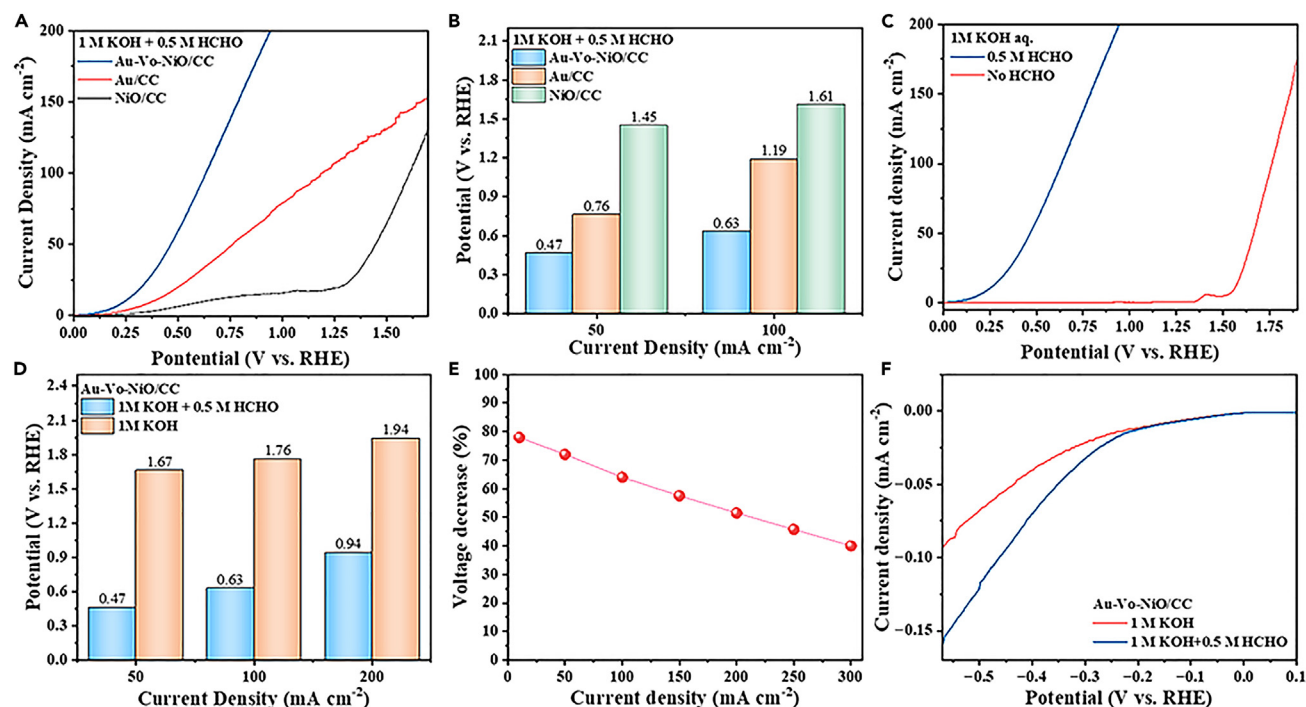 A
1 M KOH + 0.5 M HCHO
Au-Vo-NiO/CC
Au/CC
NiO/CC
200
150
100
50
0
0.00 0.25 0.50 0.75 1.00 1.25 1.50
Current Density (mA cm-2)
Pontential (V vs. RHE)
B
1M KOH + 0.5 M HCHO
Au-Vo-NiO/CC
Au/CC
NiO/CC
2.1
1.8
1.5
1.2
0.9
0.6
0.3
0.0
0.47
0.76
1.45
0.63
1.19
1.61
50 100
Potential (V vs. RHE)
Current Density (mA cm-2)
C
1M KOH aq.
0.5 M HCHO
No HCHO
200
150
100
50
0
0.00 0.25 0.50 0.75 1.00 1.25 1.50 1.75
Current density (mA cm-2)
Pontential (V vs. RHE)
D
Au-Vo-NiO/CC
1M KOH + 0.5 M HCHO
1M KOH
2.4
2.1
1.8
1.5
1.2
0.9
0.6
0.3
0.0
0.47
1.67
0.63
1.76
0.94
1.94
50 100 200
Potential (V vs. RHE)
Current Density (mA cm-2)
E
100
90
80
70
60
50
40
30
20
10
0
0 50 100 150 200 250 300
Voltage decrease (%)
Current density (mA cm-2)
F
0.00
−0.05
−0.10
−0.15
Au-Vo-NiO/CC
1 M KOH
1 M KOH+0.5 M HCHO
−0.5 −0.4 −0.3 −0.2 −0.1 0.0 0.1
Current density (mA cm-2)
Potential (V vs. RHE)